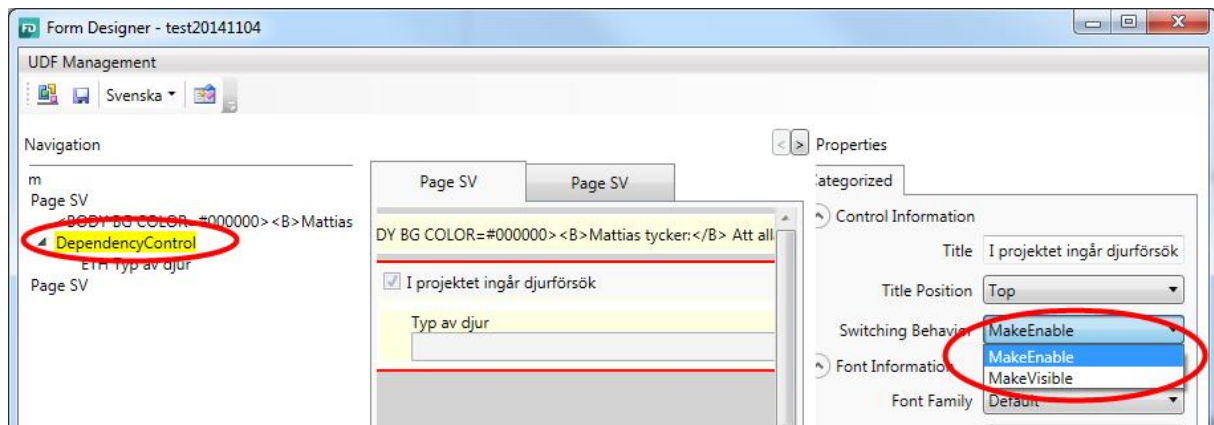 Form Designer - test20141104
UDF Management
Svenska
Navigation
m
Page SV
<BODY BG COLOR=#000000><B>Mattias
DependencyControl
ETH Typ av djur
Page SV
< >
Page SV Page SV
DY BG COLOR=#000000><B>Mattias tycker:</B> Att all
I projektet ingår djurförsök
Typ av djur
Properties
Categorized
Control Information
Title I projektet ingår djurförsök
Title Position Top
Switching Behavior MakeEnable
MakeEnable
MakeVisible
Font Information
Font Family Default